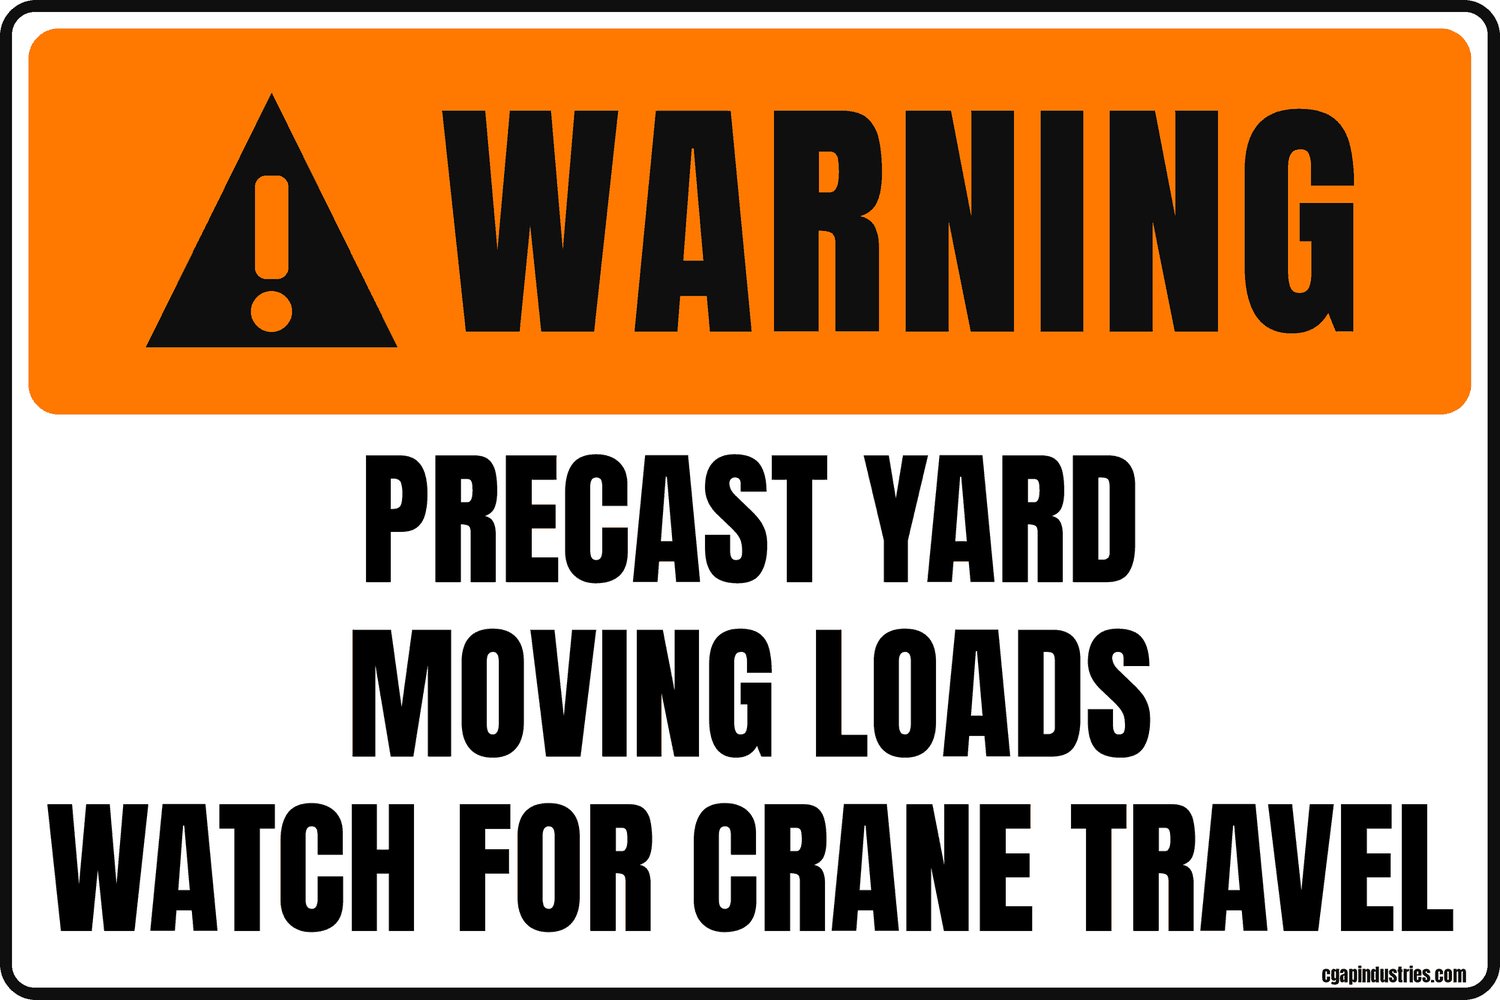 WARNING
PRECAST YARD
MOVING LOADS
WATCH FOR CRANE TRAVEL
cgapindustries.com